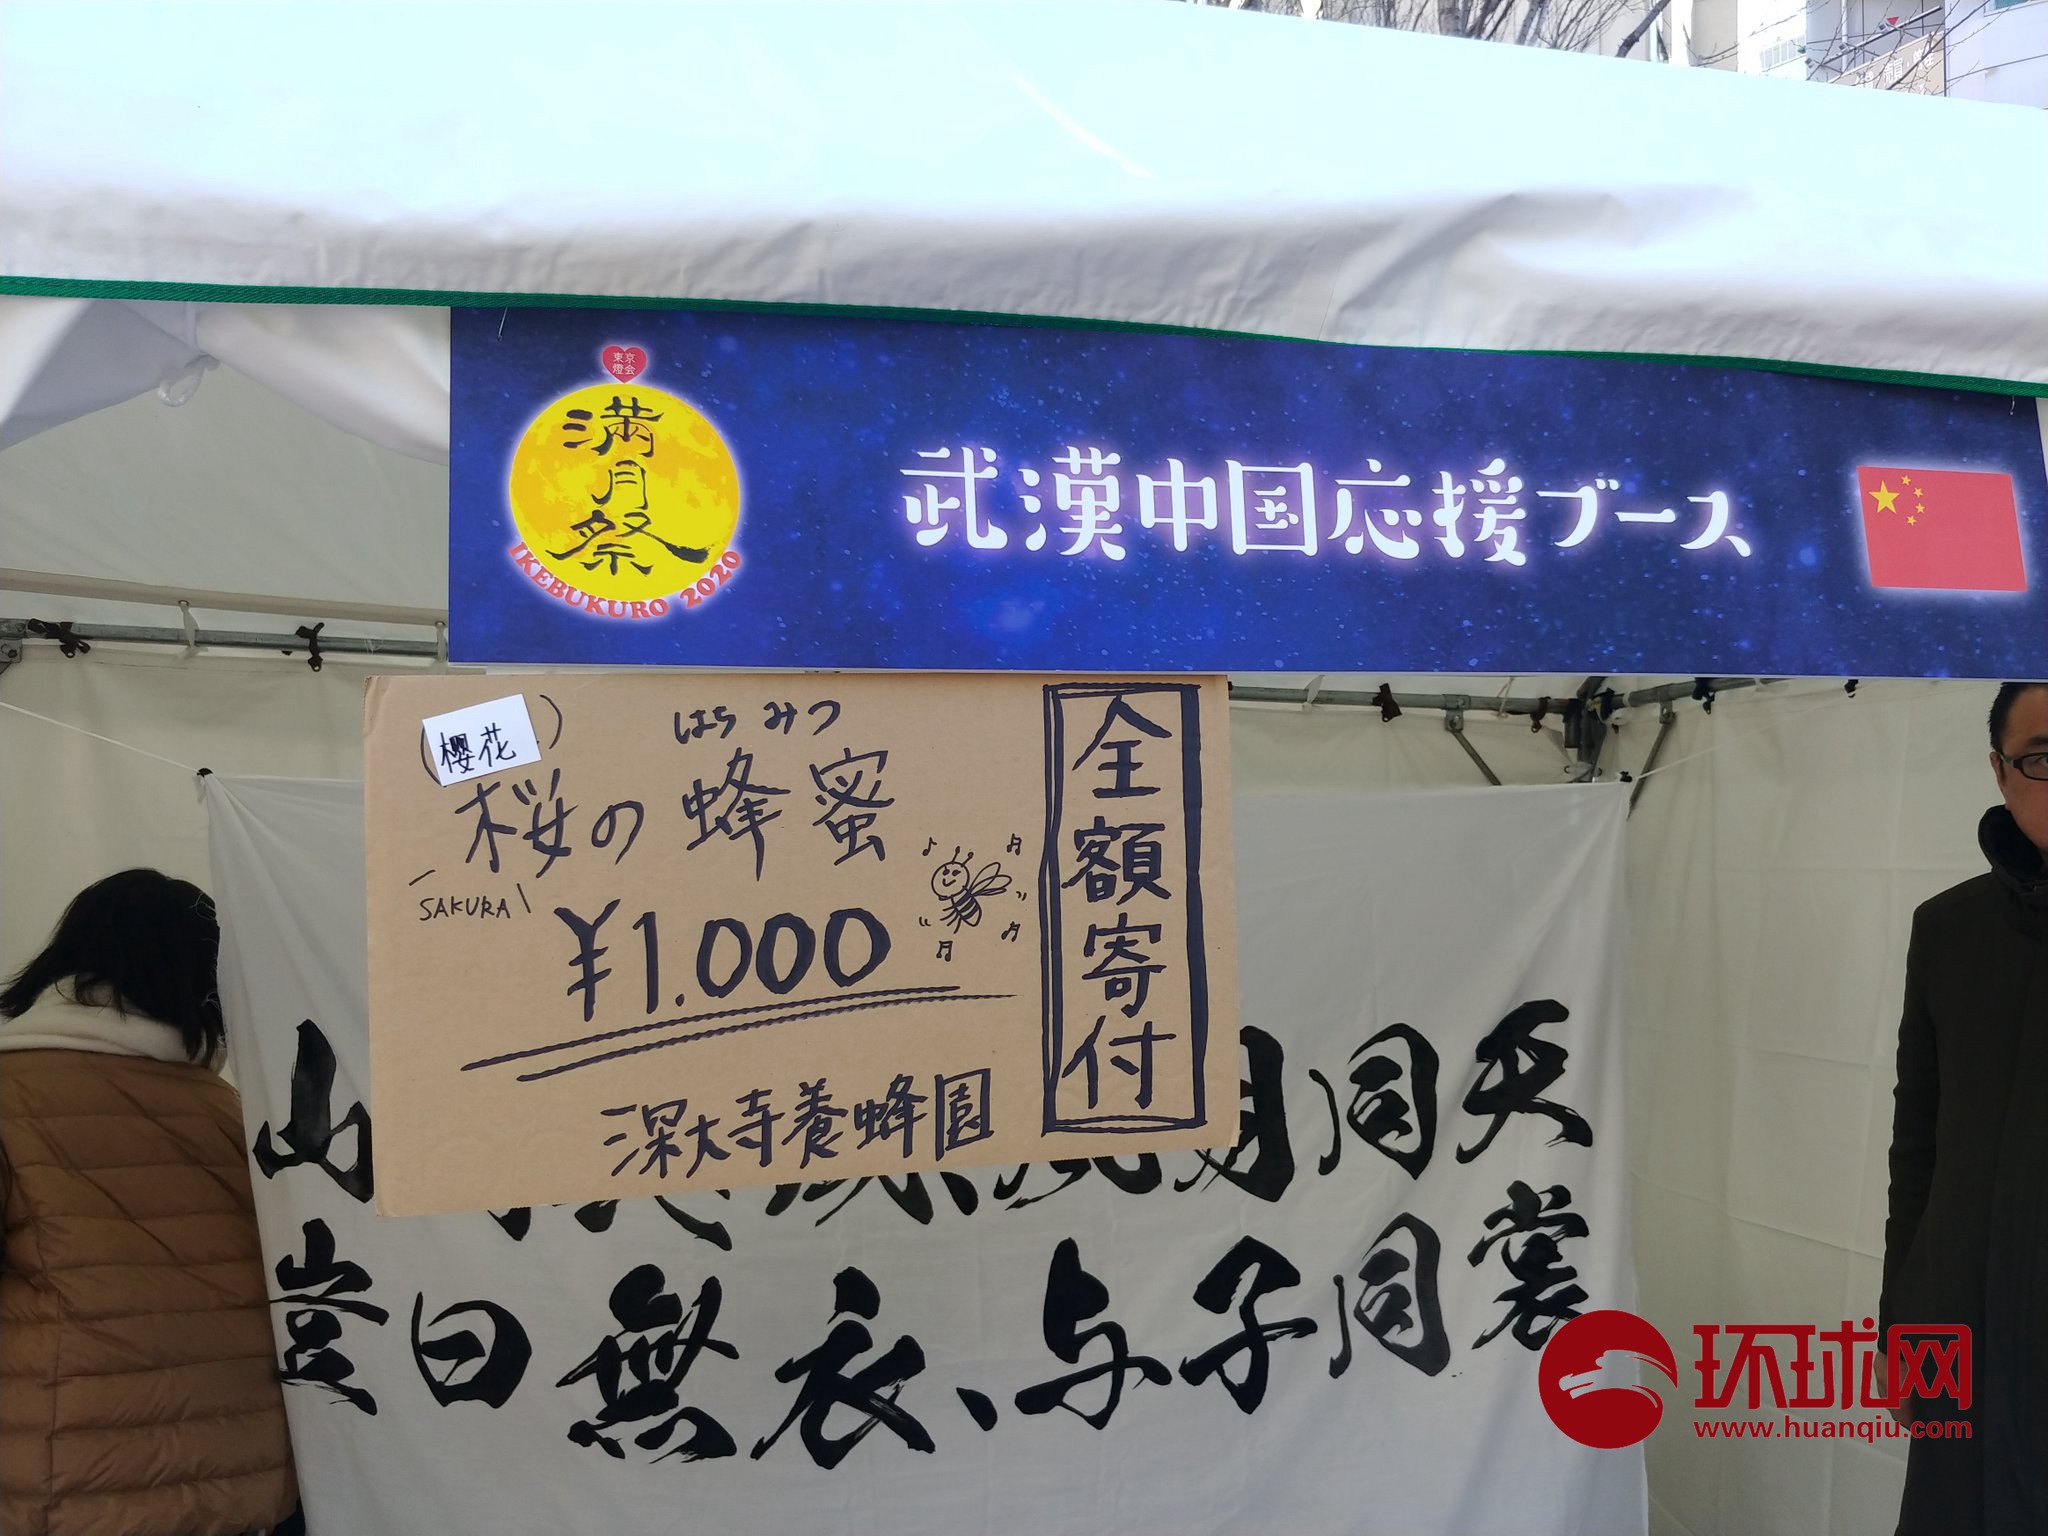 東京
燈会
満月祭
IKEBUKURO 2020
武漢中国応援ブース
(櫻花)
はちみつ
桜の蜂蜜
SAKURA
¥1.000
深大寺養蜂園
全額寄付
山
月同天
豈曰無衣、与子同裳
环球网
www.huanqiu.com